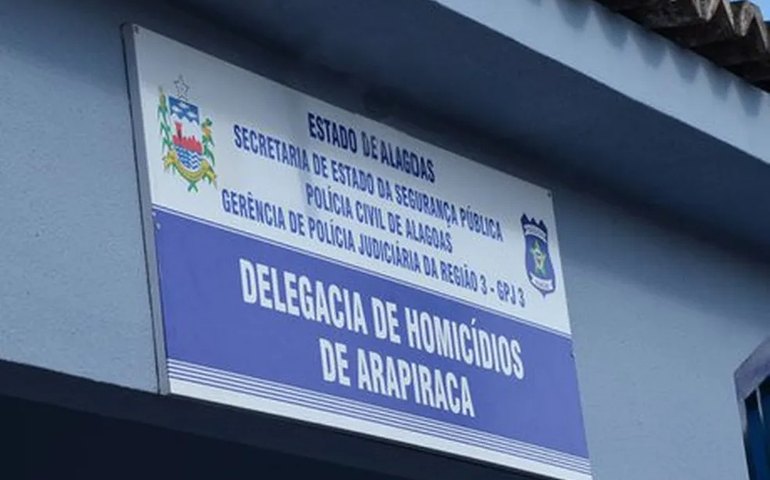 ESTADO DE ALAGOAS
SECRETARIA DE ESTADO DA SEGURANÇA PÚBLICA
POLÍCIA CIVIL DE ALAGOAS
GERÊNCIA DE POLÍCIA JUDICIÁRIA DA REGIÃO 3 - GPJ 3
DELEGACIA DE HOMICÍDIOS
DE ARAPIRACA